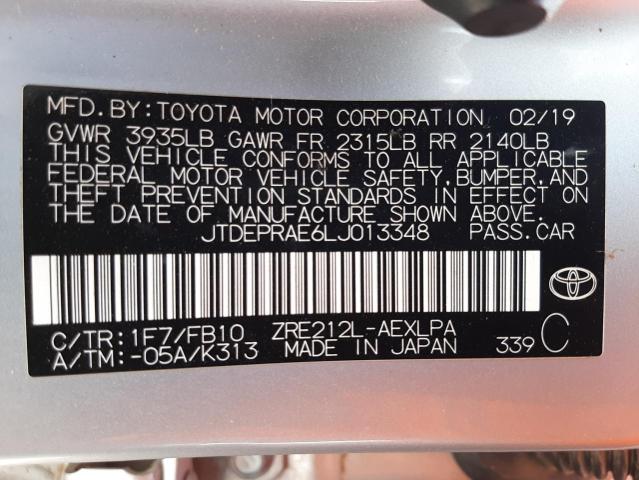 MFD.BY:TOYOTA MOTOR CORPORATION 02/19
GVWR 3935LB GAWR FR 2315LB RR 2140LB
THIS VEHICLE CONFORMS TO ALL APPLICABLE
FEDERAL MOTOR VEHICLE SAFETY,BUMPER,AND
THEFT PREVENTION STANDARDS IN EFFECT ON
THE DATE OF MANUFACTURE SHOWN ABOVE.
JTDEPRAE6LJ013348 PASS.CAR
C/TR:1F7/FB10 ZRE212L-AEXLPA
A/TM:-05A/K313 MADE IN JAPAN 339 C